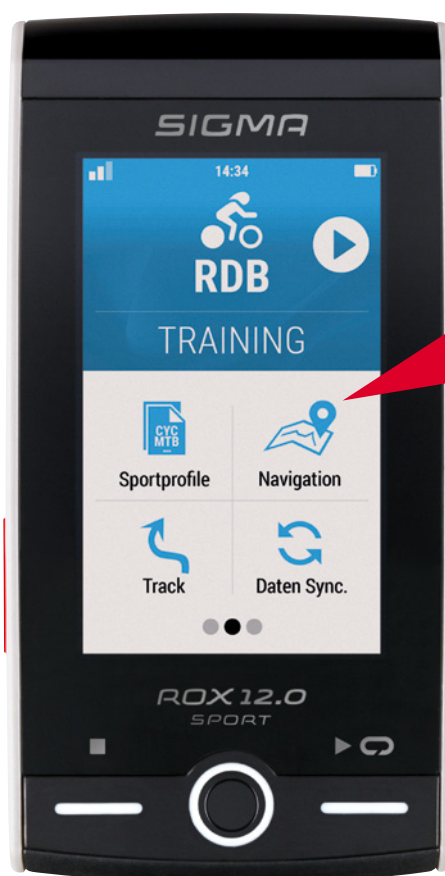 SIGMA
14:34
RDB
TRAINING
CYC
MTB
Sportprofile
Navigation
Track
Daten Sync.
ROX 12.0
SPORT